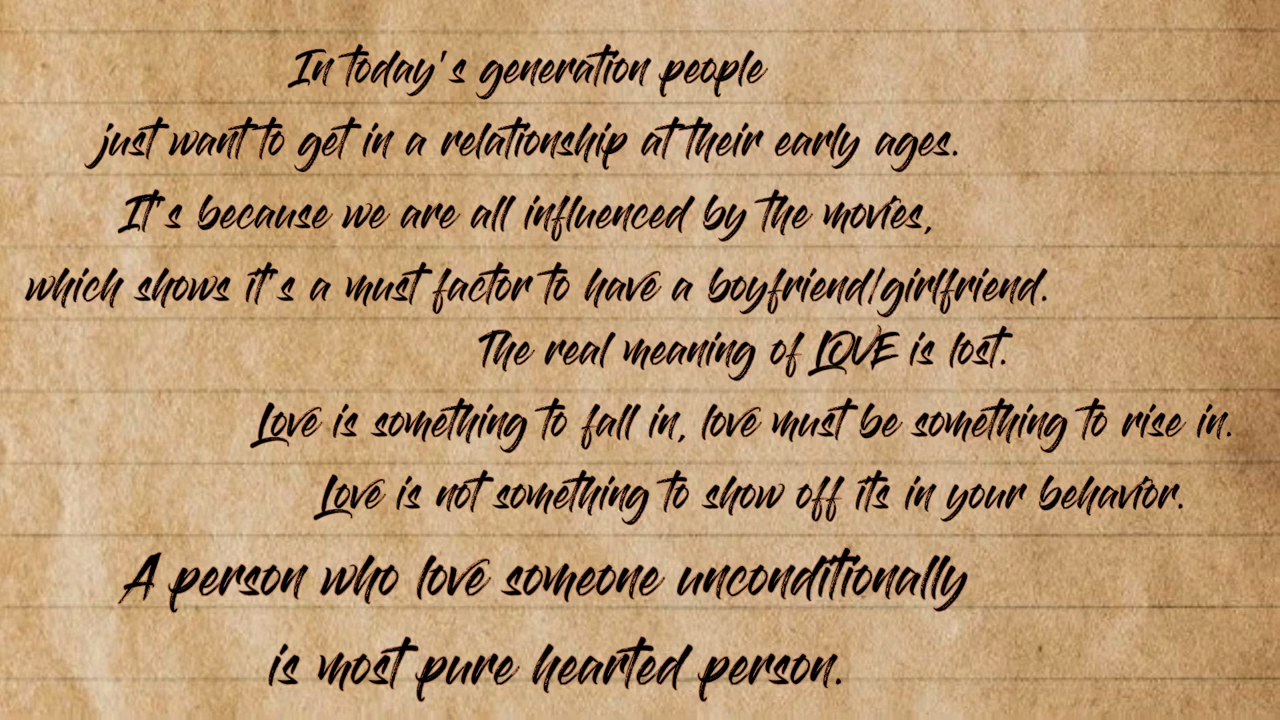 In today's generation people
just want to get in a relationship at their early ages.
It's because we are all influenced by the movies,
which shows it's a must factor to have a boyfriend/girlfriend.
The real meaning of LOVE is lost.
Love is something to fall in, love must be something to rise in.
Love is not something to show off its in your behavior.
A person who love someone unconditionally
is most pure hearted person.